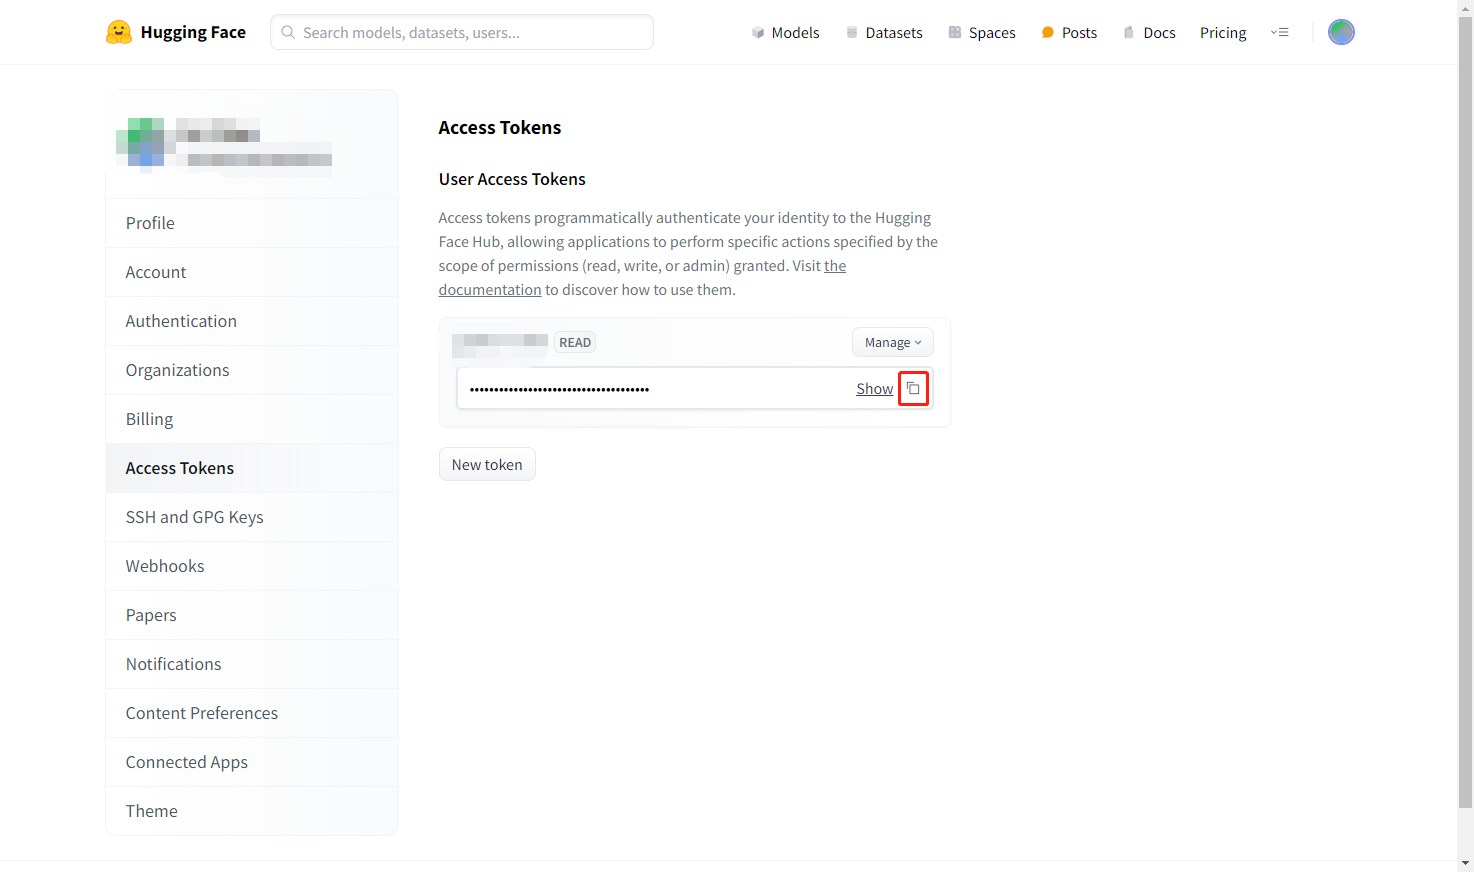 Hugging Face
Search models, datasets, users...
Models
Datasets
Spaces
Posts
Docs
Pricing
Profile
Account
Authentication
Organizations
Billing
Access Tokens
SSH and GPG Keys
Webhooks
Papers
Notifications
Content Preferences
Connected Apps
Theme
Access Tokens
User Access Tokens
Access tokens programmatically authenticate your identity to the Hugging
Face Hub, allowing applications to perform specific actions specified by the
scope of permissions (read, write, or admin) granted. Visit the
documentation to discover how to use them.
READ
Manage
Show
New token